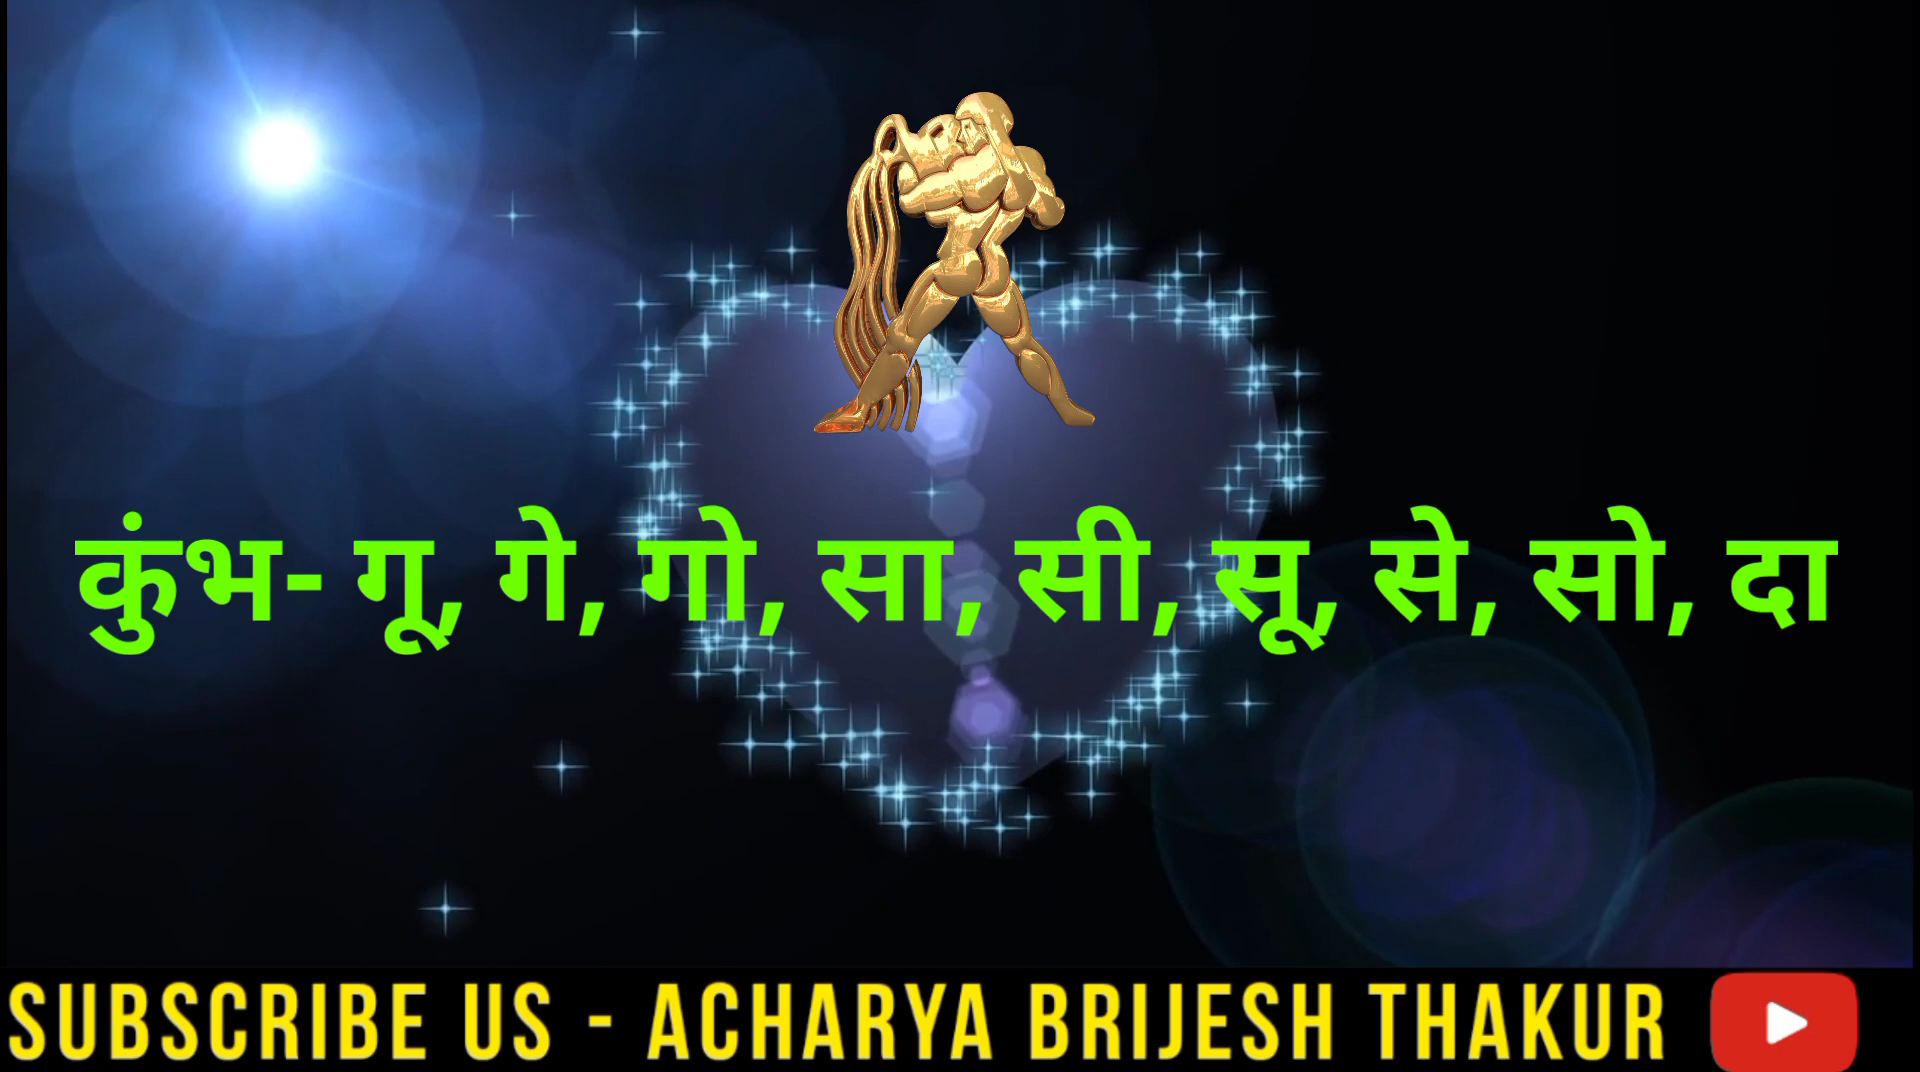 कुंभ- गू, गे, गो, सा, सी, सू, से, सो, दा
SUBSCRIBE US - ACHARYA BRIJESH THAKUR